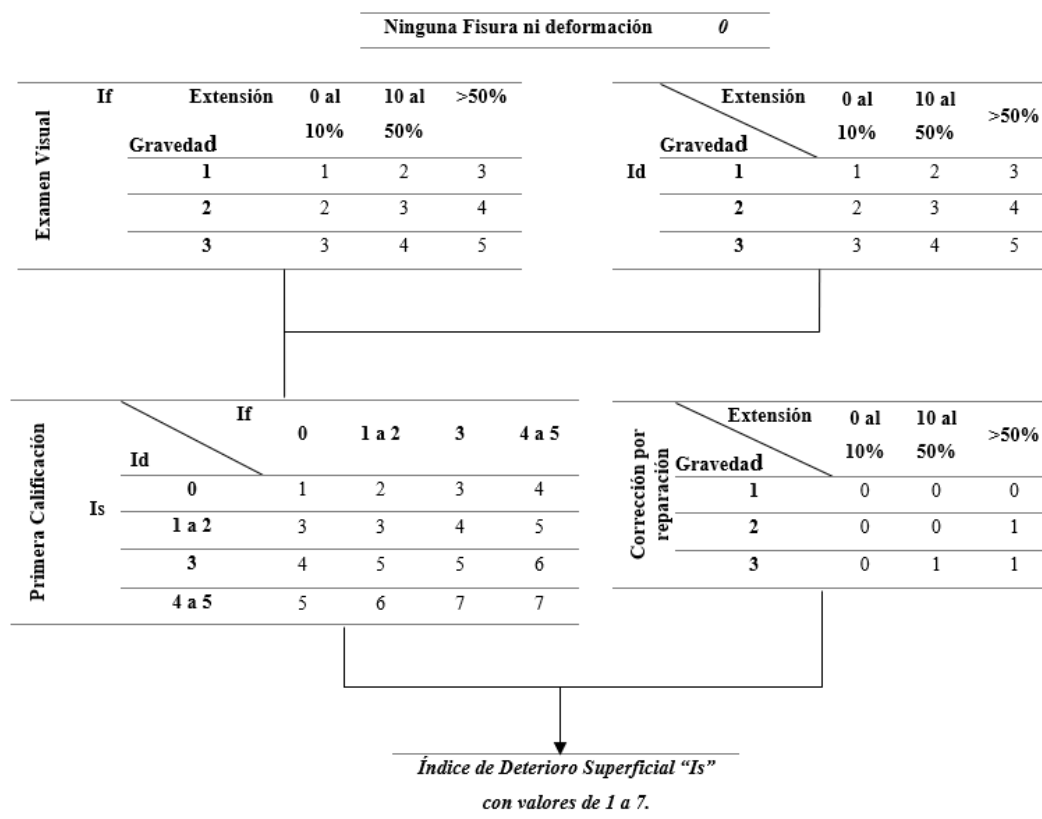 Ninguna Fisura ni deformación 0
Examen Visual
If Extensión 0 al 10 al >50%
10% 50%
Gravedad
1 1 2 3
2 2 3 4
3 3 4 5
Extensión 0 al 10 al >50%
Gravedad 10% 50%
Id 1 1 2 3
2 2 3 4
3 3 4 5
Primera Calificación
If 0 1 a 2 3 4 a 5
Id
Is
0 1 2 3 4
1 a 2 3 3 4 5
3 4 5 5 6
4 a 5 5 6 7 7
Corrección por
reparación
Extensión 0 al 10 al >50%
Gravedad 10% 50%
1 0 0 0
2 0 0 1
3 0 1 1
Índice de Deterioro Superficial “Is”
con valores de 1 a 7.